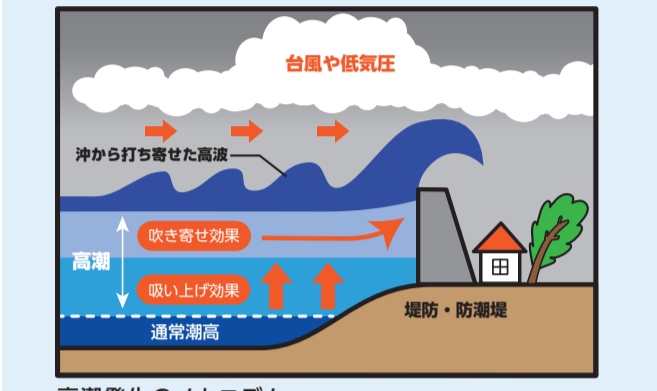 台風や低気圧
沖から打ち寄せた高波
吹き寄せ効果
高潮
吸い上げ効果
堤防・防潮堤
通常潮高